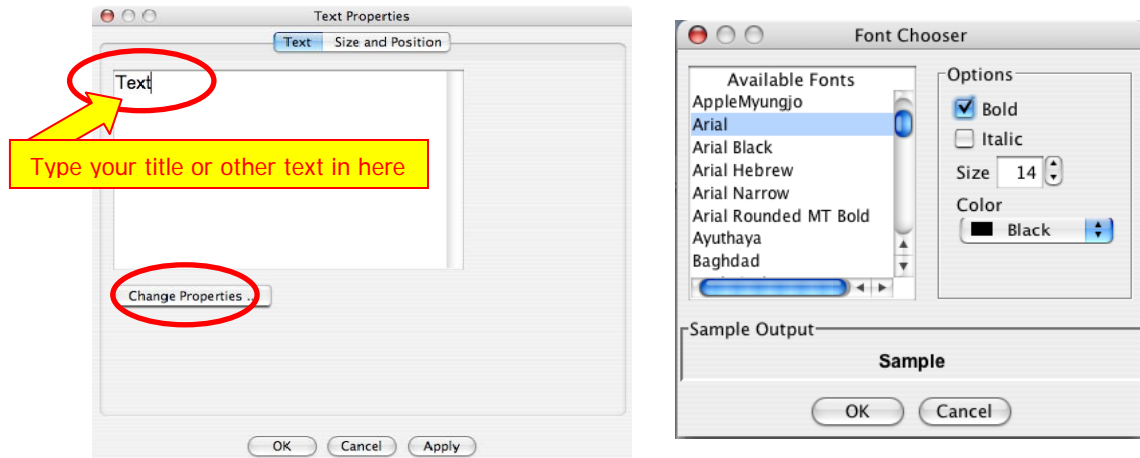 Text Properties
Text Size and Position
Text
Type your title or other text in here
Change Properties ...
OK Cancel Apply
Font Chooser
Available Fonts
AppleMyungjo
Arial
Arial Black
Arial Hebrew
Arial Narrow
Arial Rounded MT Bold
Ayuthaya
Baghdad
Options
Bold
Italic
Size 14
Color
Black
Sample Output
Sample
OK Cancel